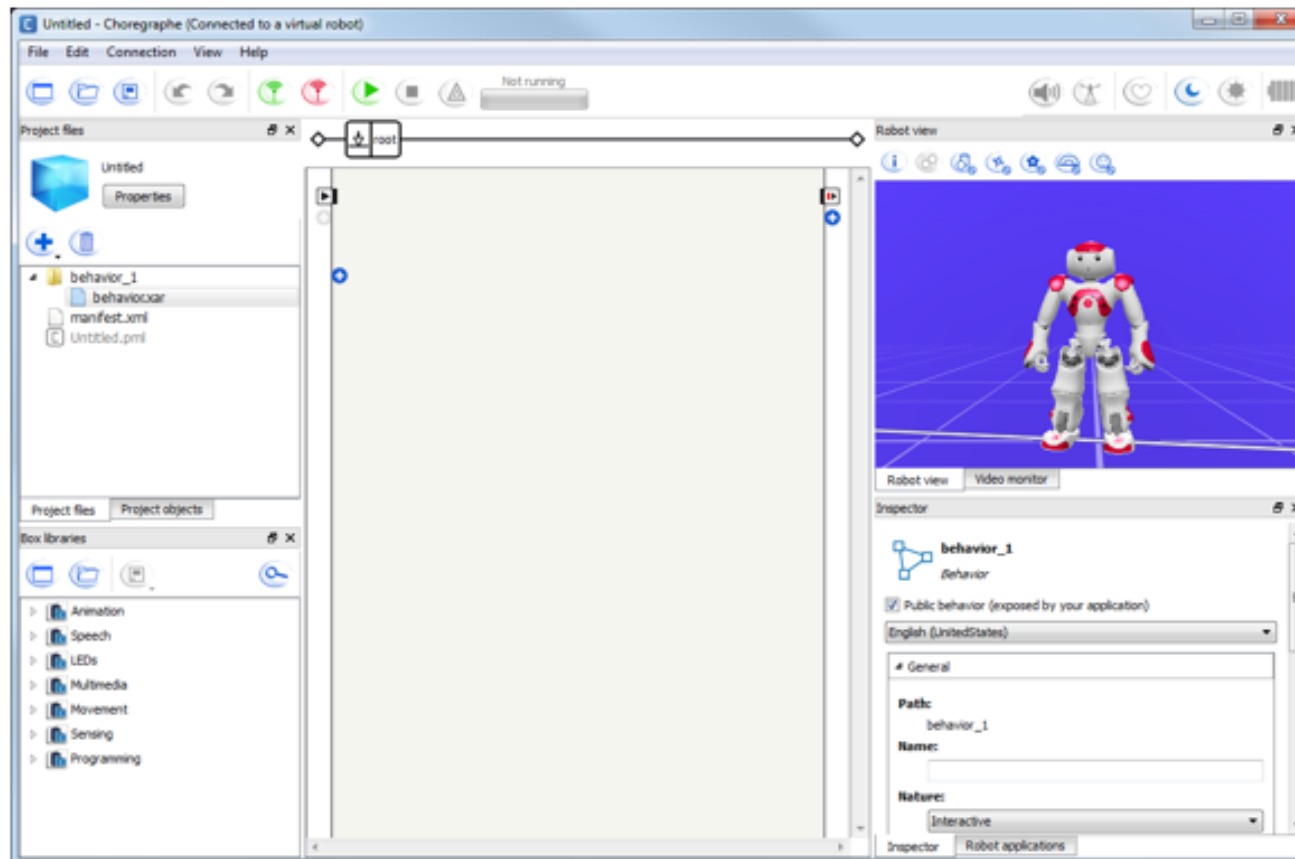 Untitled - Choregraphe (Connected to a virtual robot)
File Edit Connection View Help
Not running
Project files
Untitled
Properties
behavior_1
behavior.xar
manifest.xml
Untitled.pml
Project files Project objects
Box libraries
Animation
Speech
LEDs
Multimedia
Movement
Sensing
Programming
root
Robot view
Robot view Video monitor
Inspector
behavior_1
Behavior
Public behavior (exposed by your application)
English (UnitedStates)
General
Path:
behavior_1
Name:
Nature:
Interactive
Inspector Robot applications